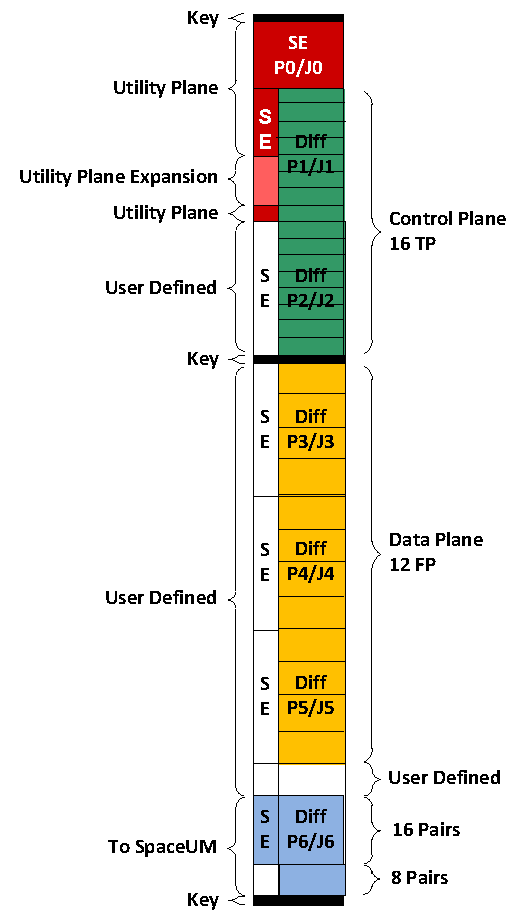 Key
SE
P0/J0
Utility Plane
SE
Diff
P1/J1
Utility Plane Expansion
Utility Plane
Control Plane
16 TP
User Defined
S
E
Diff
P2/J2
Key
S
E
Diff
P3/J3
Data Plane
12 FP
S
E
Diff
P4/J4
User Defined
S
E
Diff
P5/J5
User Defined
S
E
Diff
P6/J6
16 Pairs
To SpaceUM
8 Pairs
Key